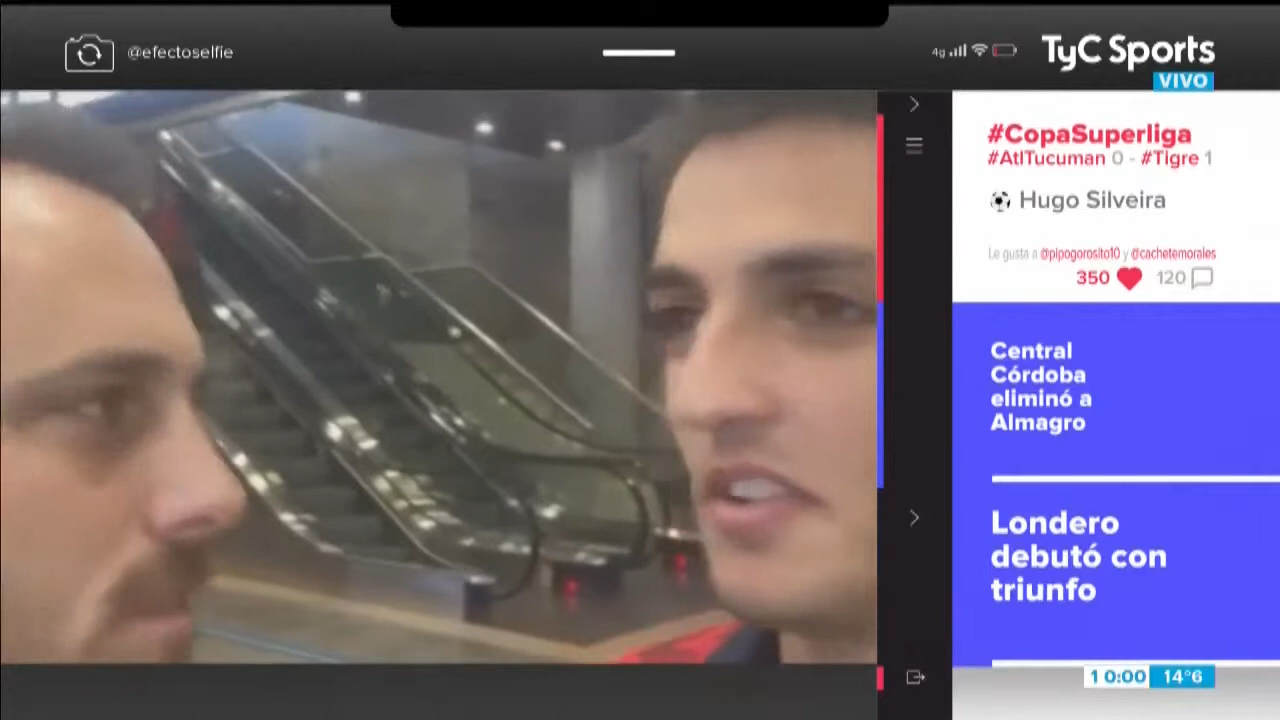 @efectoselfie
4g
TyC Sports
VIVO
#CopaSuperliga
#AtlTucuman 0 - #Tigre 1
Hugo Silveira
Le gusta a @pipogorosito10 y @cachetemorales
350 120
Central
Córdoba
eliminó a
Almagro
Londero
debutó con
triunfo
10:00 14°6